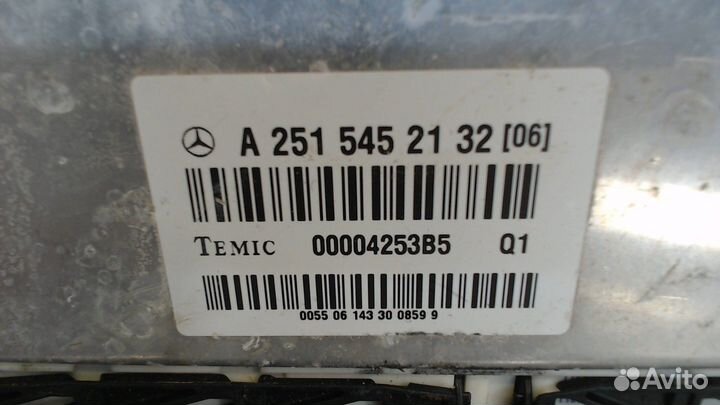 A 251 545 21 32 [06]
TEMIC 00004253B5 Q1
0055 06 143 30 0859 9
Avito